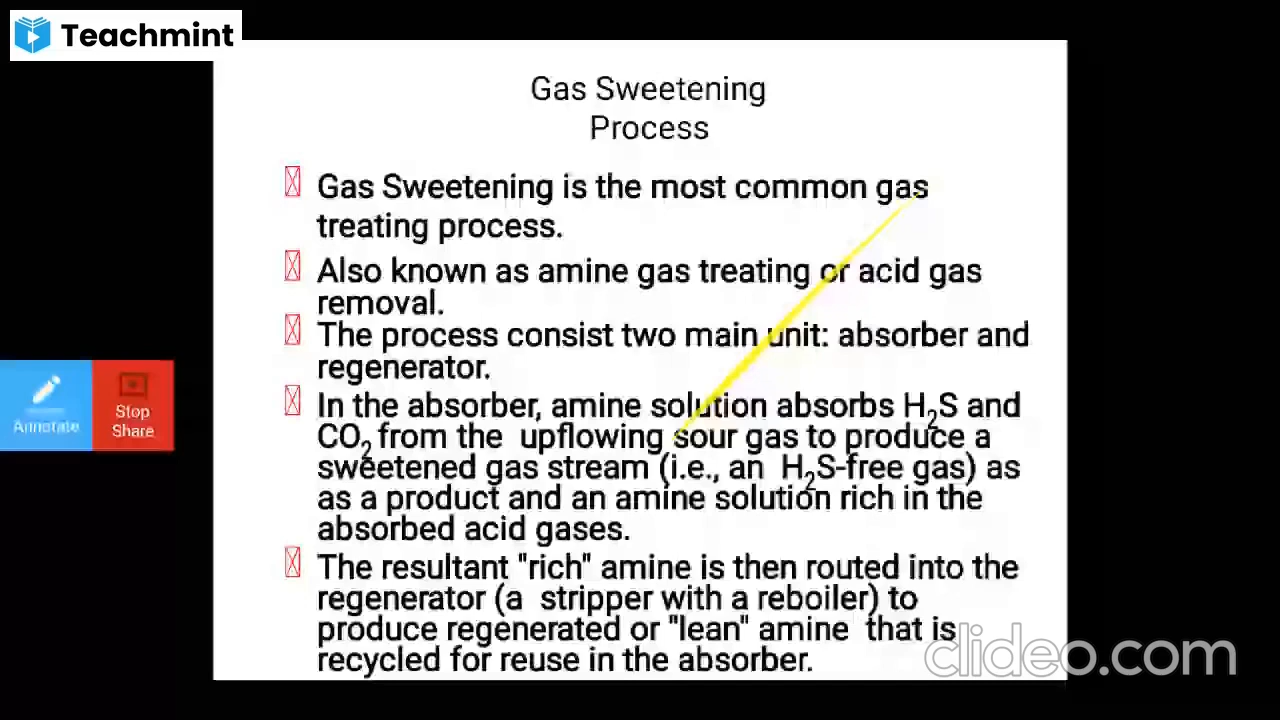 Teachmint
Gas Sweetening
Process
Gas Sweetening is the most common gas
treating process.
Also known as amine gas treating or acid gas
removal.
The process consist two main unit: absorber and
regenerator.
In the absorber, amine solution absorbs H2S and
CO2 from the upflowing sour gas to produce a
sweetened gas stream (i.e., an H2S-free gas) as
as a product and an amine solution rich in the
absorbed acid gases.
The resultant "rich" amine is then routed into the
regenerator (a stripper with a reboiler) to
produce regenerated or "lean" amine that is
recycled for reuse in the absorber.
Annotate
Stop
Share
clideo.com